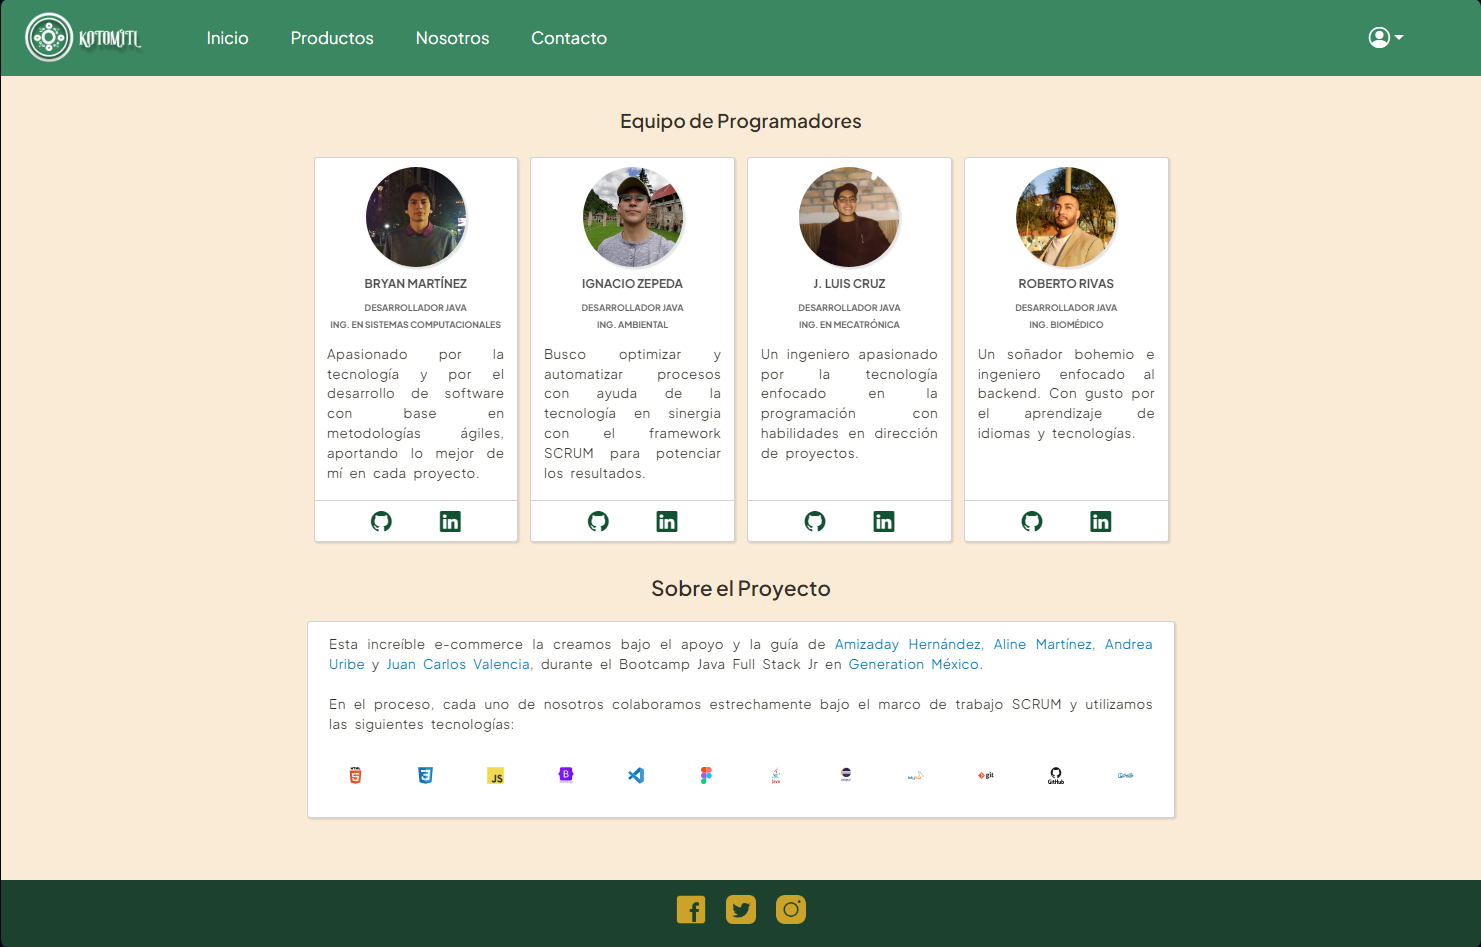 KOTOMITL
Inicio Productos Nosotros Contacto
Equipo de Programadores
BRYAN MARTÍNEZ
DESARROLLADOR JAVA
ING. EN SISTEMAS COMPUTACIONALES
Apasionado por la
tecnología y por el
desarrollo de software
con base en
metodologías ágiles,
aportando lo mejor de
mí en cada proyecto.
IGNACIO ZEPEDA
DESARROLLADOR JAVA
ING. AMBIENTAL
Busco optimizar y
automatizar procesos
con ayuda de la
tecnología en sinergia
con el framework
SCRUM para potenciar
los resultados.
J. LUIS CRUZ
DESARROLLADOR JAVA
ING. EN MECATRÓNICA
Un ingeniero apasionado
por la tecnología
enfocado en la
programación con
habilidades en dirección
de proyectos.
ROBERTO RIVAS
DESARROLLADOR JAVA
ING. BIOMÉDICO
Un soñador bohemio e
ingeniero enfocado al
backend. Con gusto por
el aprendizaje de
idiomas y tecnologías.
Sobre el Proyecto
Esta increíble e-commerce la creamos bajo el apoyo y la guía de Amizaday Hernández, Aline Martínez, Andrea
Uribe y Juan Carlos Valencia, durante el Bootcamp Java Full Stack Jr en Generation México.
En el proceso, cada uno de nosotros colaboramos estrechamente bajo el marco de trabajo SCRUM y utilizamos
las siguientes tecnologías:
HTML 5 3 JS B Java git GitHub